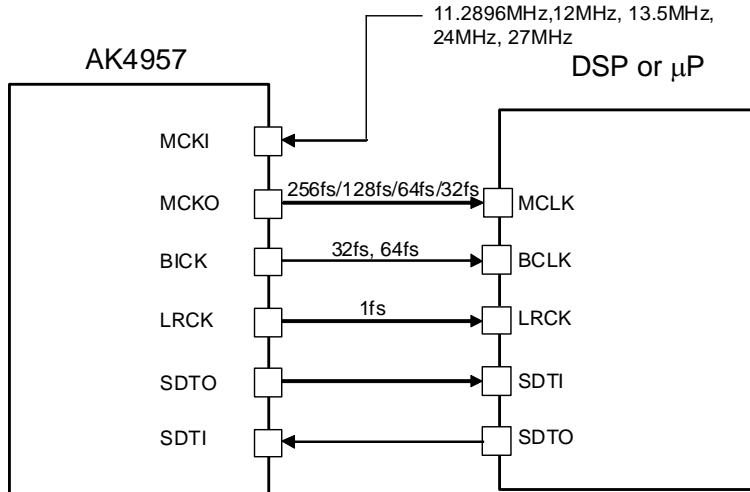 11.2896MHz,12MHz, 13.5MHz,
24MHz, 27MHz
AK4957
DSP or μP
MCKI
MCKO
256fs/128fs/64fs/32fs
MCLK
BICK
32fs, 64fs
BCLK
LRCK
1fs
LRCK
SDTO
SDTI
SDTI
SDTO